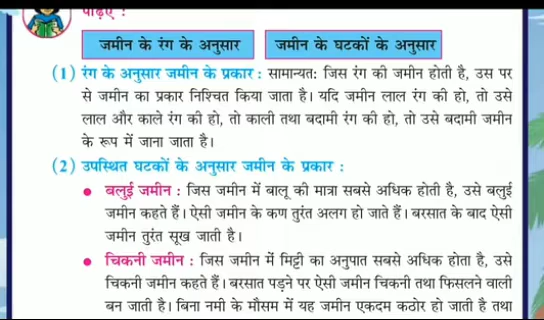 पढ़िए :
जमीन के रंग के अनुसार
जमीन के घटकों के अनुसार
(1) रंग के अनुसार जमीन के प्रकार : सामान्यत: जिस रंग की जमीन होती है, उस पर
से जमीन का प्रकार निश्चित किया जाता है। यदि जमीन लाल रंग की हो, तो उसे
लाल और काले रंग की हो, तो काली तथा बदामी रंग की हो, तो उसे बदामी जमीन
के रूप में जाना जाता है।
(2) उपस्थित घटकों के अनुसार जमीन के प्रकार :
● बलुई जमीन : जिस जमीन में बालू की मात्रा सबसे अधिक होती है, उसे बलुई
जमीन कहते हैं। ऐसी जमीन के कण तुरंत अलग हो जाते हैं। बरसात के बाद ऐसी
जमीन तुरंत सूख जाती है।
● चिकनी जमीन : जिस जमीन में मिट्टी का अनुपात सबसे अधिक होता है, उसे
चिकनी जमीन कहते हैं। बरसात पड़ने पर ऐसी जमीन चिकनी तथा फिसलने वाली
बन जाती है। बिना नमी के मौसम में यह जमीन एकदम कठोर हो जाती है तथा